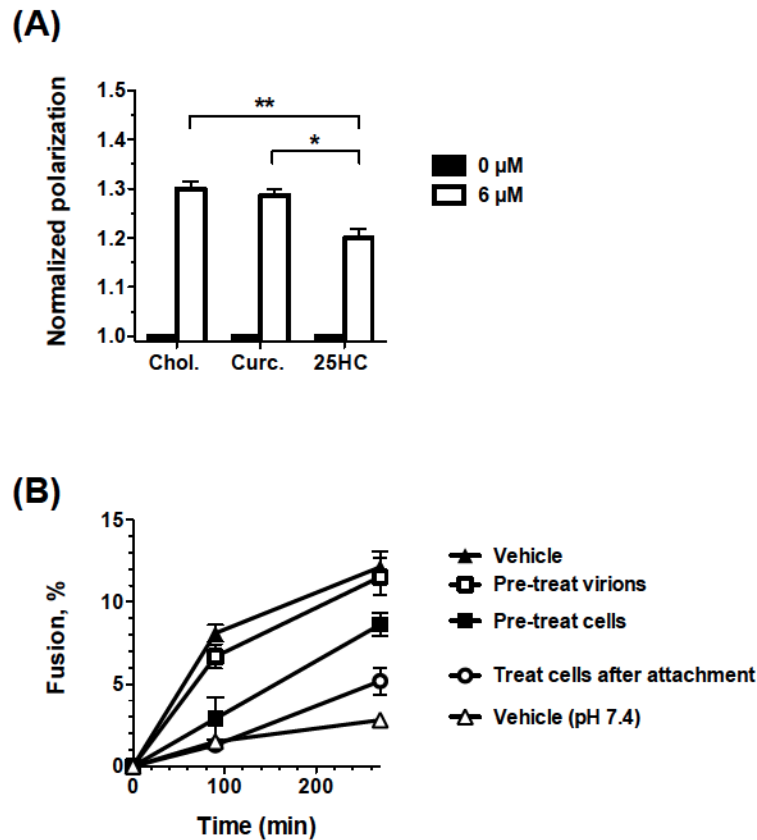 (A)
Normalized polarization
1.5
1.4
1.3
1.2
1.1
1.0
**
*
Chol. Curc. 25HC
0 µM
6 µM
(B)
Fusion, %
15
10
5
0
0 100 200
Time (min)
Vehicle
Pre-treat virions
Pre-treat cells
Treat cells after attachment
Vehicle (pH 7.4)